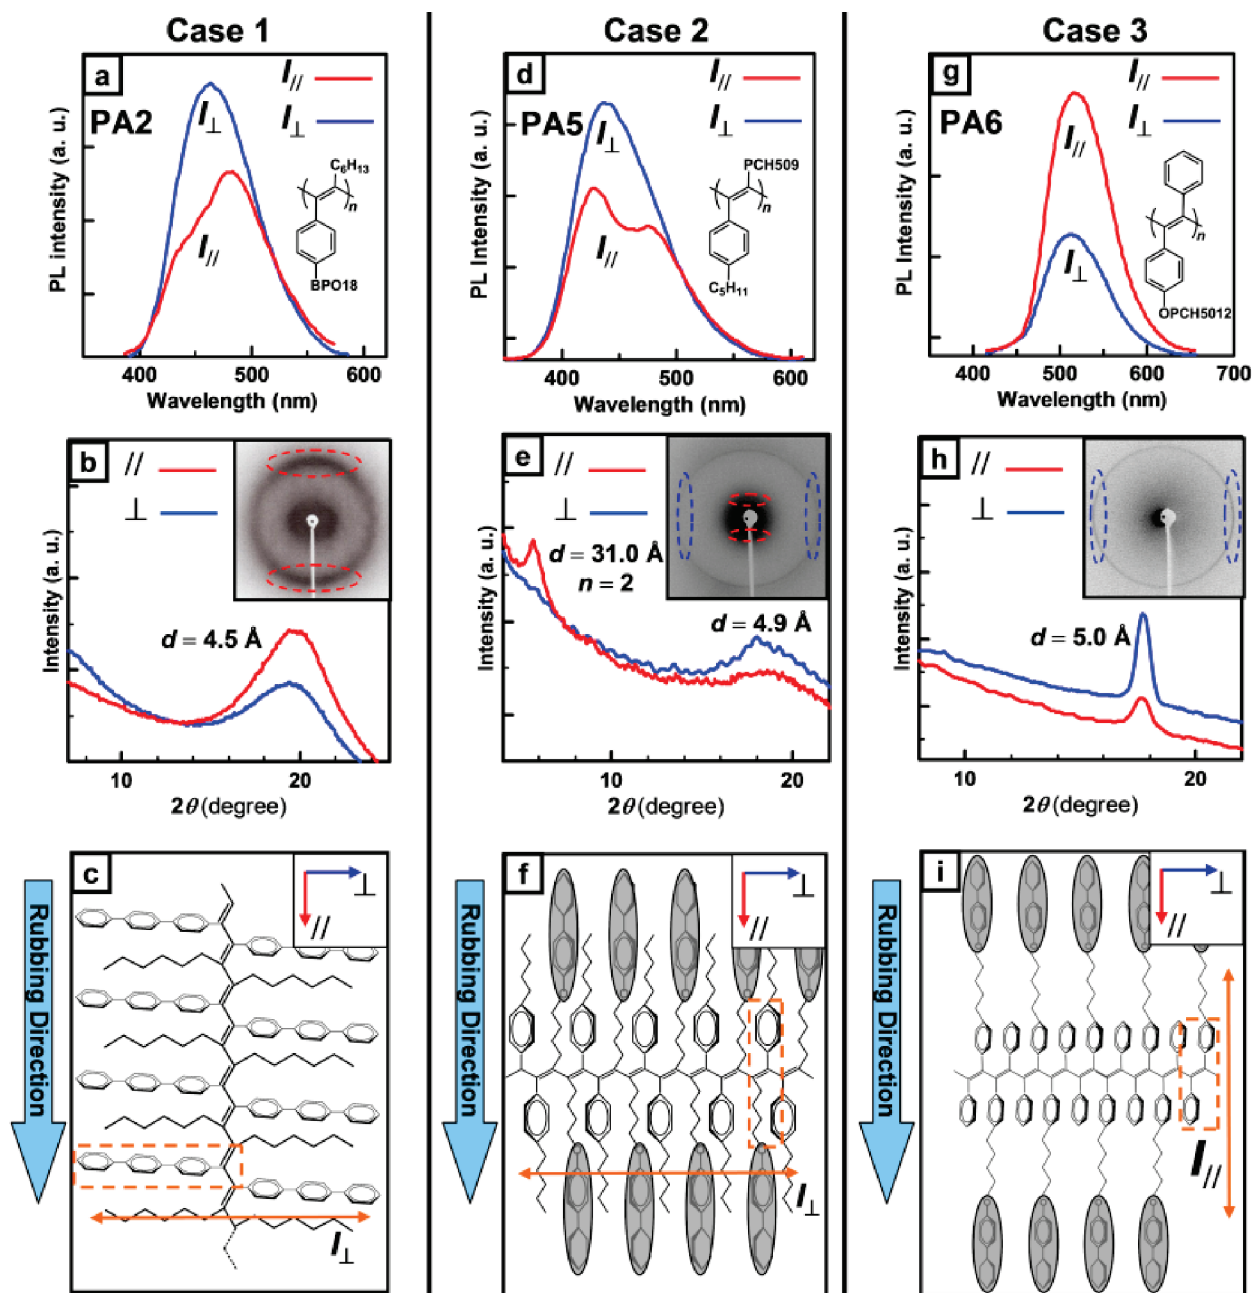 Case 1
Case 2
Case 3
a
I//
I⊥
PA2
I⊥
I//
C6H13
n
BPO18
PL intensity (a. u.)
400
500
600
Wavelength (nm)
d
I//
I⊥
PA5
I⊥
I//
PCH509
n
C5H11
PL Intensity (a. u.)
400
500
600
Wavelength (nm)
g
I//
I⊥
PA6
I//
I⊥
n
OPCH5012
PL Intensity (a. u.)
400
500
600
700
Wavelength (nm)
b
//
⊥
d = 4.5 Å
Intensity (a. u.)
10
20
2θ (degree)
e
//
⊥
d = 31.0 Å
n = 2
d = 4.9 Å
Intensity (a. u.)
10
20
2θ (degree)
h
//
⊥
d = 5.0 Å
Intensity (a. u.)
10
20
2θ (degree)
Rubbing Direction
c
⊥
//
I⊥
Rubbing Direction
f
⊥
//
I⊥
Rubbing Direction
i
⊥
//
I//